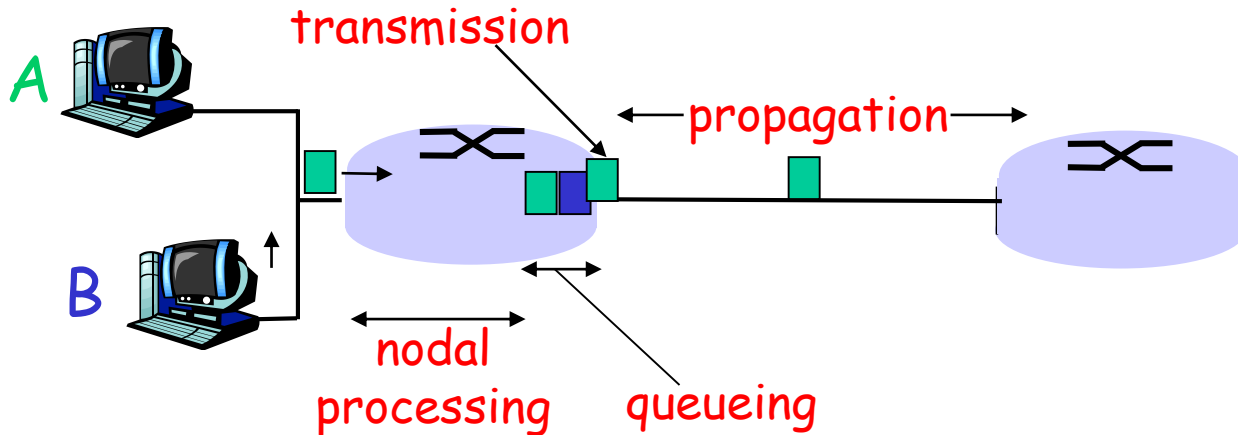 transmission
A
propagation
B
nodal
processing
queueing